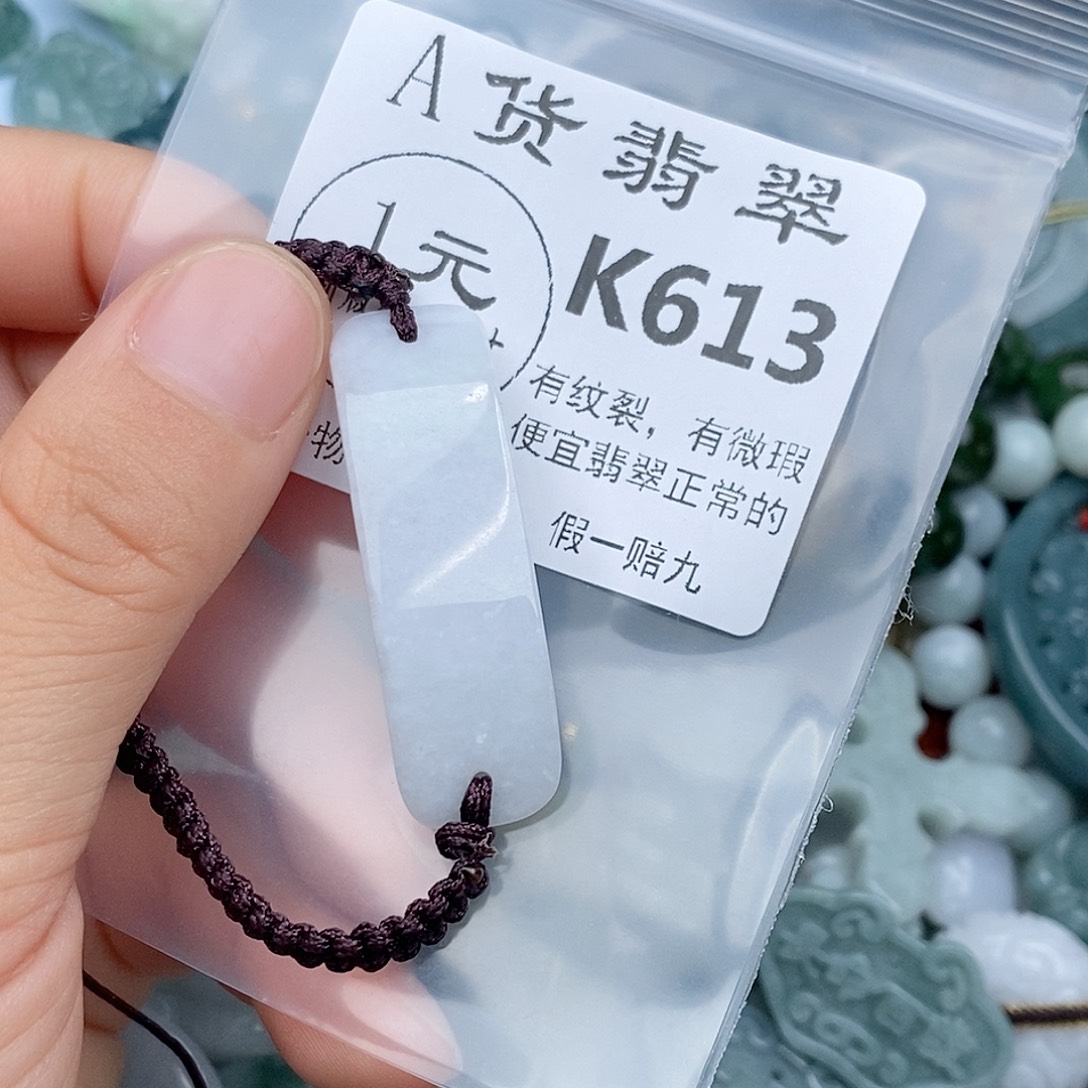 A货翡翠
1元
K613
有纹裂，有微瑕
便宜翡翠正常的
物
假一赔九